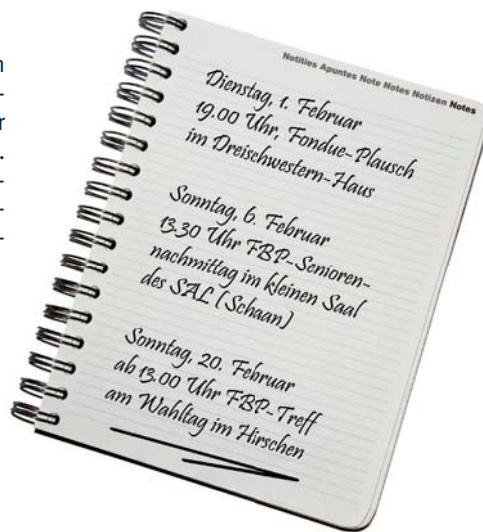 n
-
r
.
-
-
-
Notities Apuntes Note Notes Notizen Notes
Dienstag, 1. Februar
19.00 Uhr, Fondue-Plausch
im Dreischwestern-Haus
Sonntag, 6. Februar
13.30 Uhr FBP-Senioren-
nachmittag im kleinen Saal
des SAL (Schaan)
Sonntag, 20. Februar
ab 13.00 Uhr FBP-Treff
am Wahltag im Hirschen